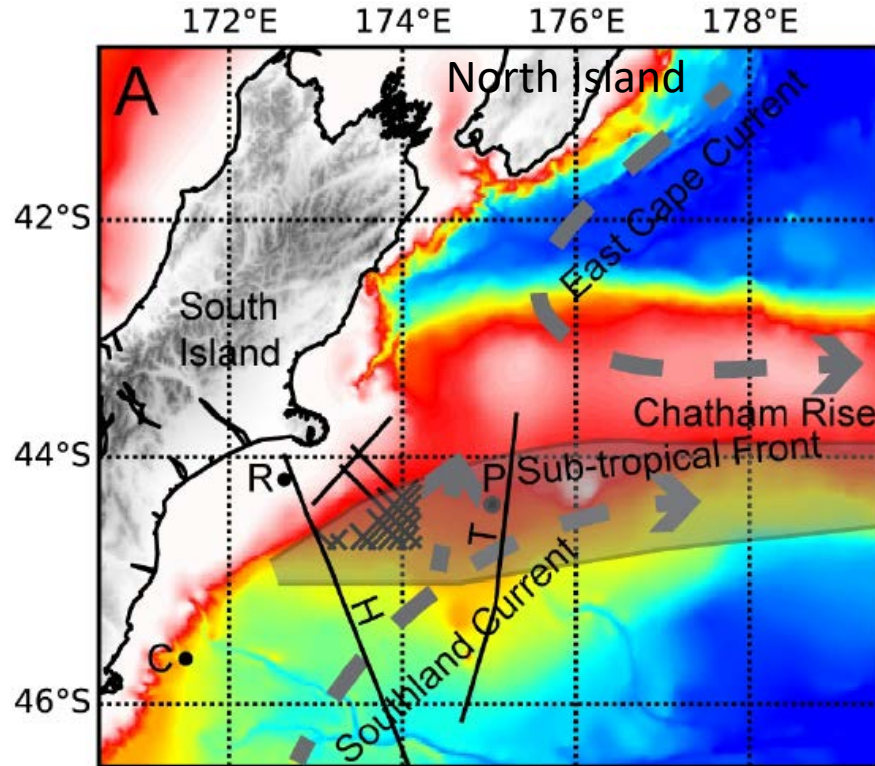 172°E 174°E 176°E 178°E
A
North Island
East Cape Current
42°S
South
Island
Chatham Rise
44°S
R
P
Sub-tropical Front
T
H
Southland Current
C
46°S